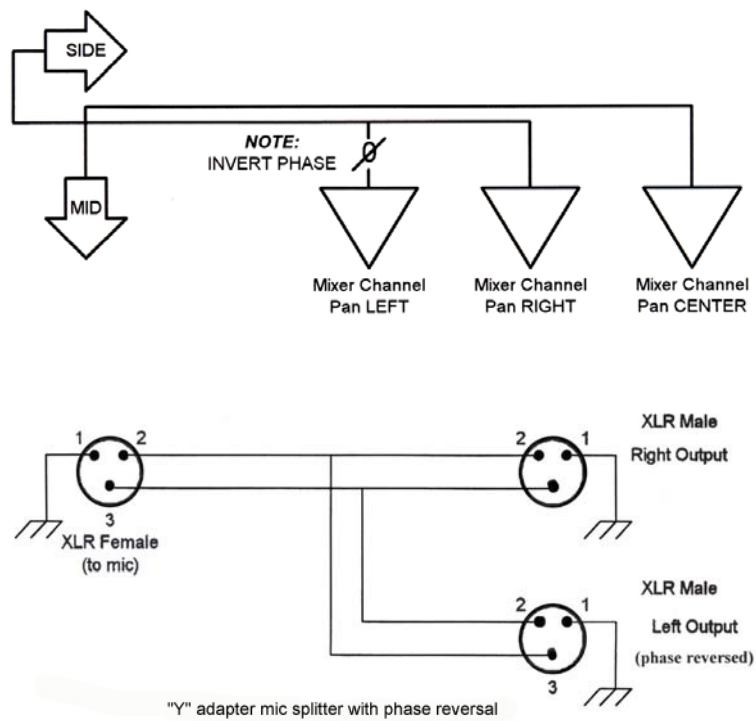 SIDE
NOTE:
INVERT PHASE
Ø
MID
Mixer Channel
Pan LEFT
Mixer Channel
Pan RIGHT
Mixer Channel
Pan CENTER
1
2
3
XLR Female
(to mic)
2
1
XLR Male
Right Output
2
1
3
XLR Male
Left Output
(phase reversed)
"Y" adapter mic splitter with phase reversal